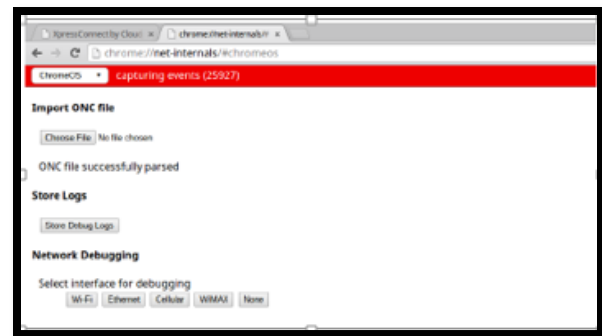 XpressConnect by Cloud × chrome://net-internals/# ×
chrome://net-internals/#chromeos
ChromeOS capturing events (25927)
Import ONC file
Choose File No file chosen
ONC file successfully parsed
Store Logs
Store Debug Logs
Network Debugging
Select interface for debugging
Wi-Fi Ethernet Cellular WiMAX None